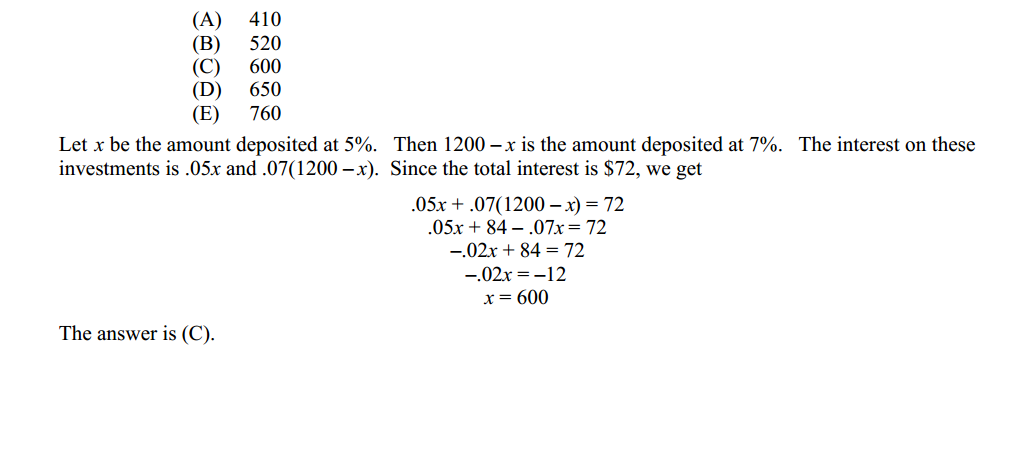 (A) 410
(B) 520
(C) 600
(D) 650
(E) 760
Let x be the amount deposited at 5%. Then 1200 – x is the amount deposited at 7%. The interest on these
investments is .05x and .07(1200 – x). Since the total interest is $72, we get
.05x + .07(1200 – x) = 72
.05x + 84 – .07x = 72
–.02x + 84 = 72
–.02x = –12
x = 600
The answer is (C).